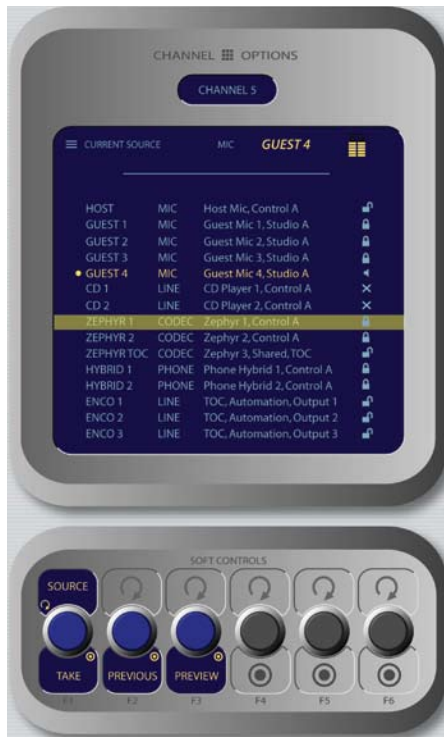 CHANNEL OPTIONS
CHANNEL 5
CURRENT SOURCE MIC GUEST 4
HOST MIC Host Mic, Control A
GUEST 1 MIC Guest Mic 1, Studio A
GUEST 2 MIC Guest Mic 2, Studio A
GUEST 3 MIC Guest Mic 3, Studio A
GUEST 4 MIC Guest Mic 4, Studio A
CD 1 LINE CD Player 1, Control A
CD 2 LINE CD Player 2, Control A
ZEPHYR 1 CODEC Zephyr 1, Control A
ZEPHYR 2 CODEC Zephyr 2, Control A
ZEPHYR TOC CODEC Zephyr 3, Shared, TOC
HYBRID 1 PHONE Phone Hybrid 1, Control A
HYBRID 2 PHONE Phone Hybrid 2, Control A
ENCO 1 LINE TOC, Automation, Output 1
ENCO 2 LINE TOC, Automation, Output 2
ENCO 3 LINE TOC, Automation, Output 3
SOFT CONTROLS
SOURCE
TAKE PREVIOUS PREVIEW
F1 F2 F3 F4 F5 F6